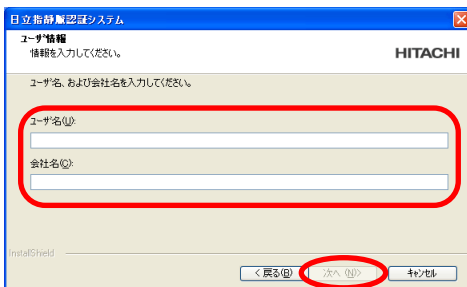 日立指静脈認証システム
ユーザ情報
情報を入力してください。
HITACHI
ユーザ名、および会社名を入力してください。
ユーザ名(U):
会社名(C):
InstallShield
< 戻る(B)
次へ (N)>
キャンセル